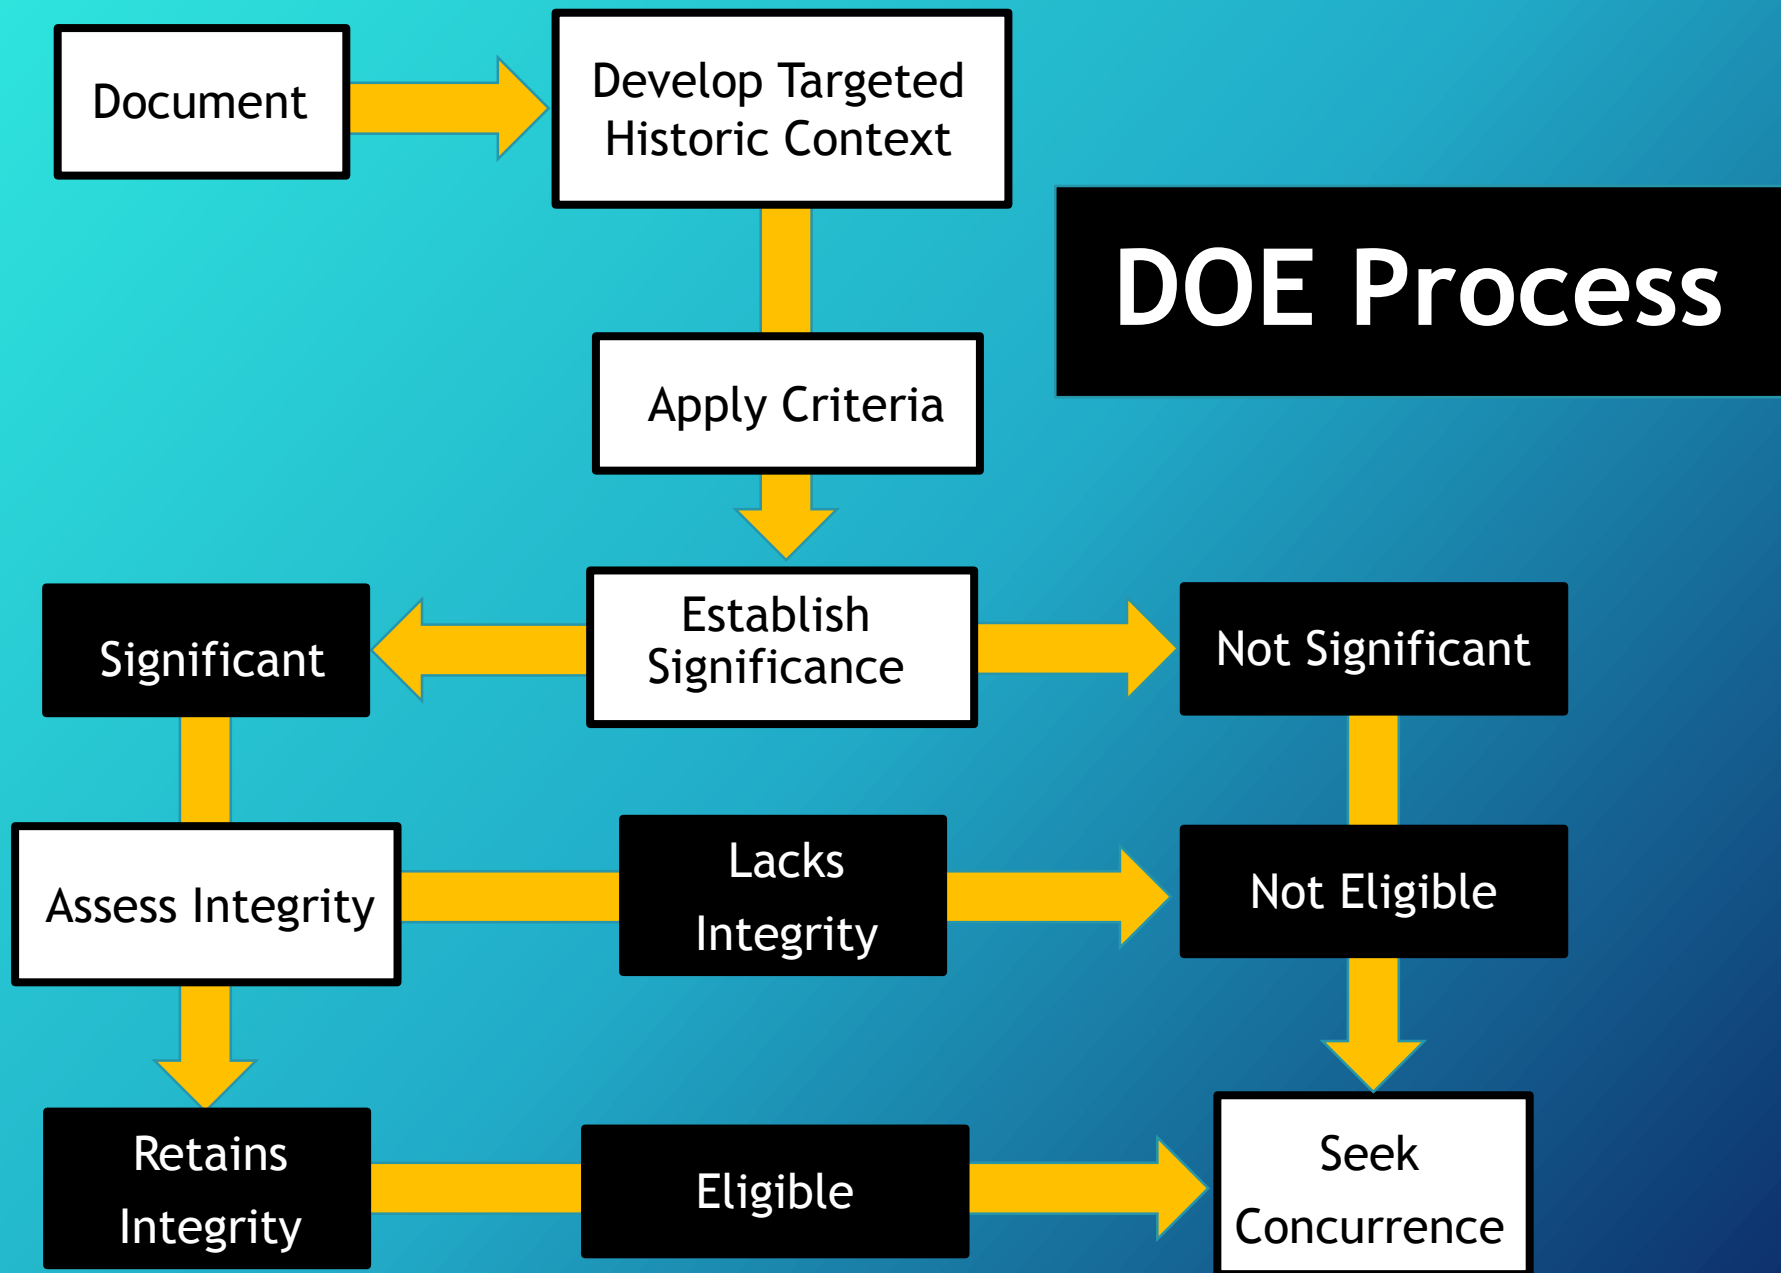 Document
Develop Targeted
Historic Context
DOE Process
Apply Criteria
Establish
Significance
Significant
Not Significant
Assess Integrity
Lacks
Integrity
Not Eligible
Retains
Integrity
Eligible
Seek
Concurrence